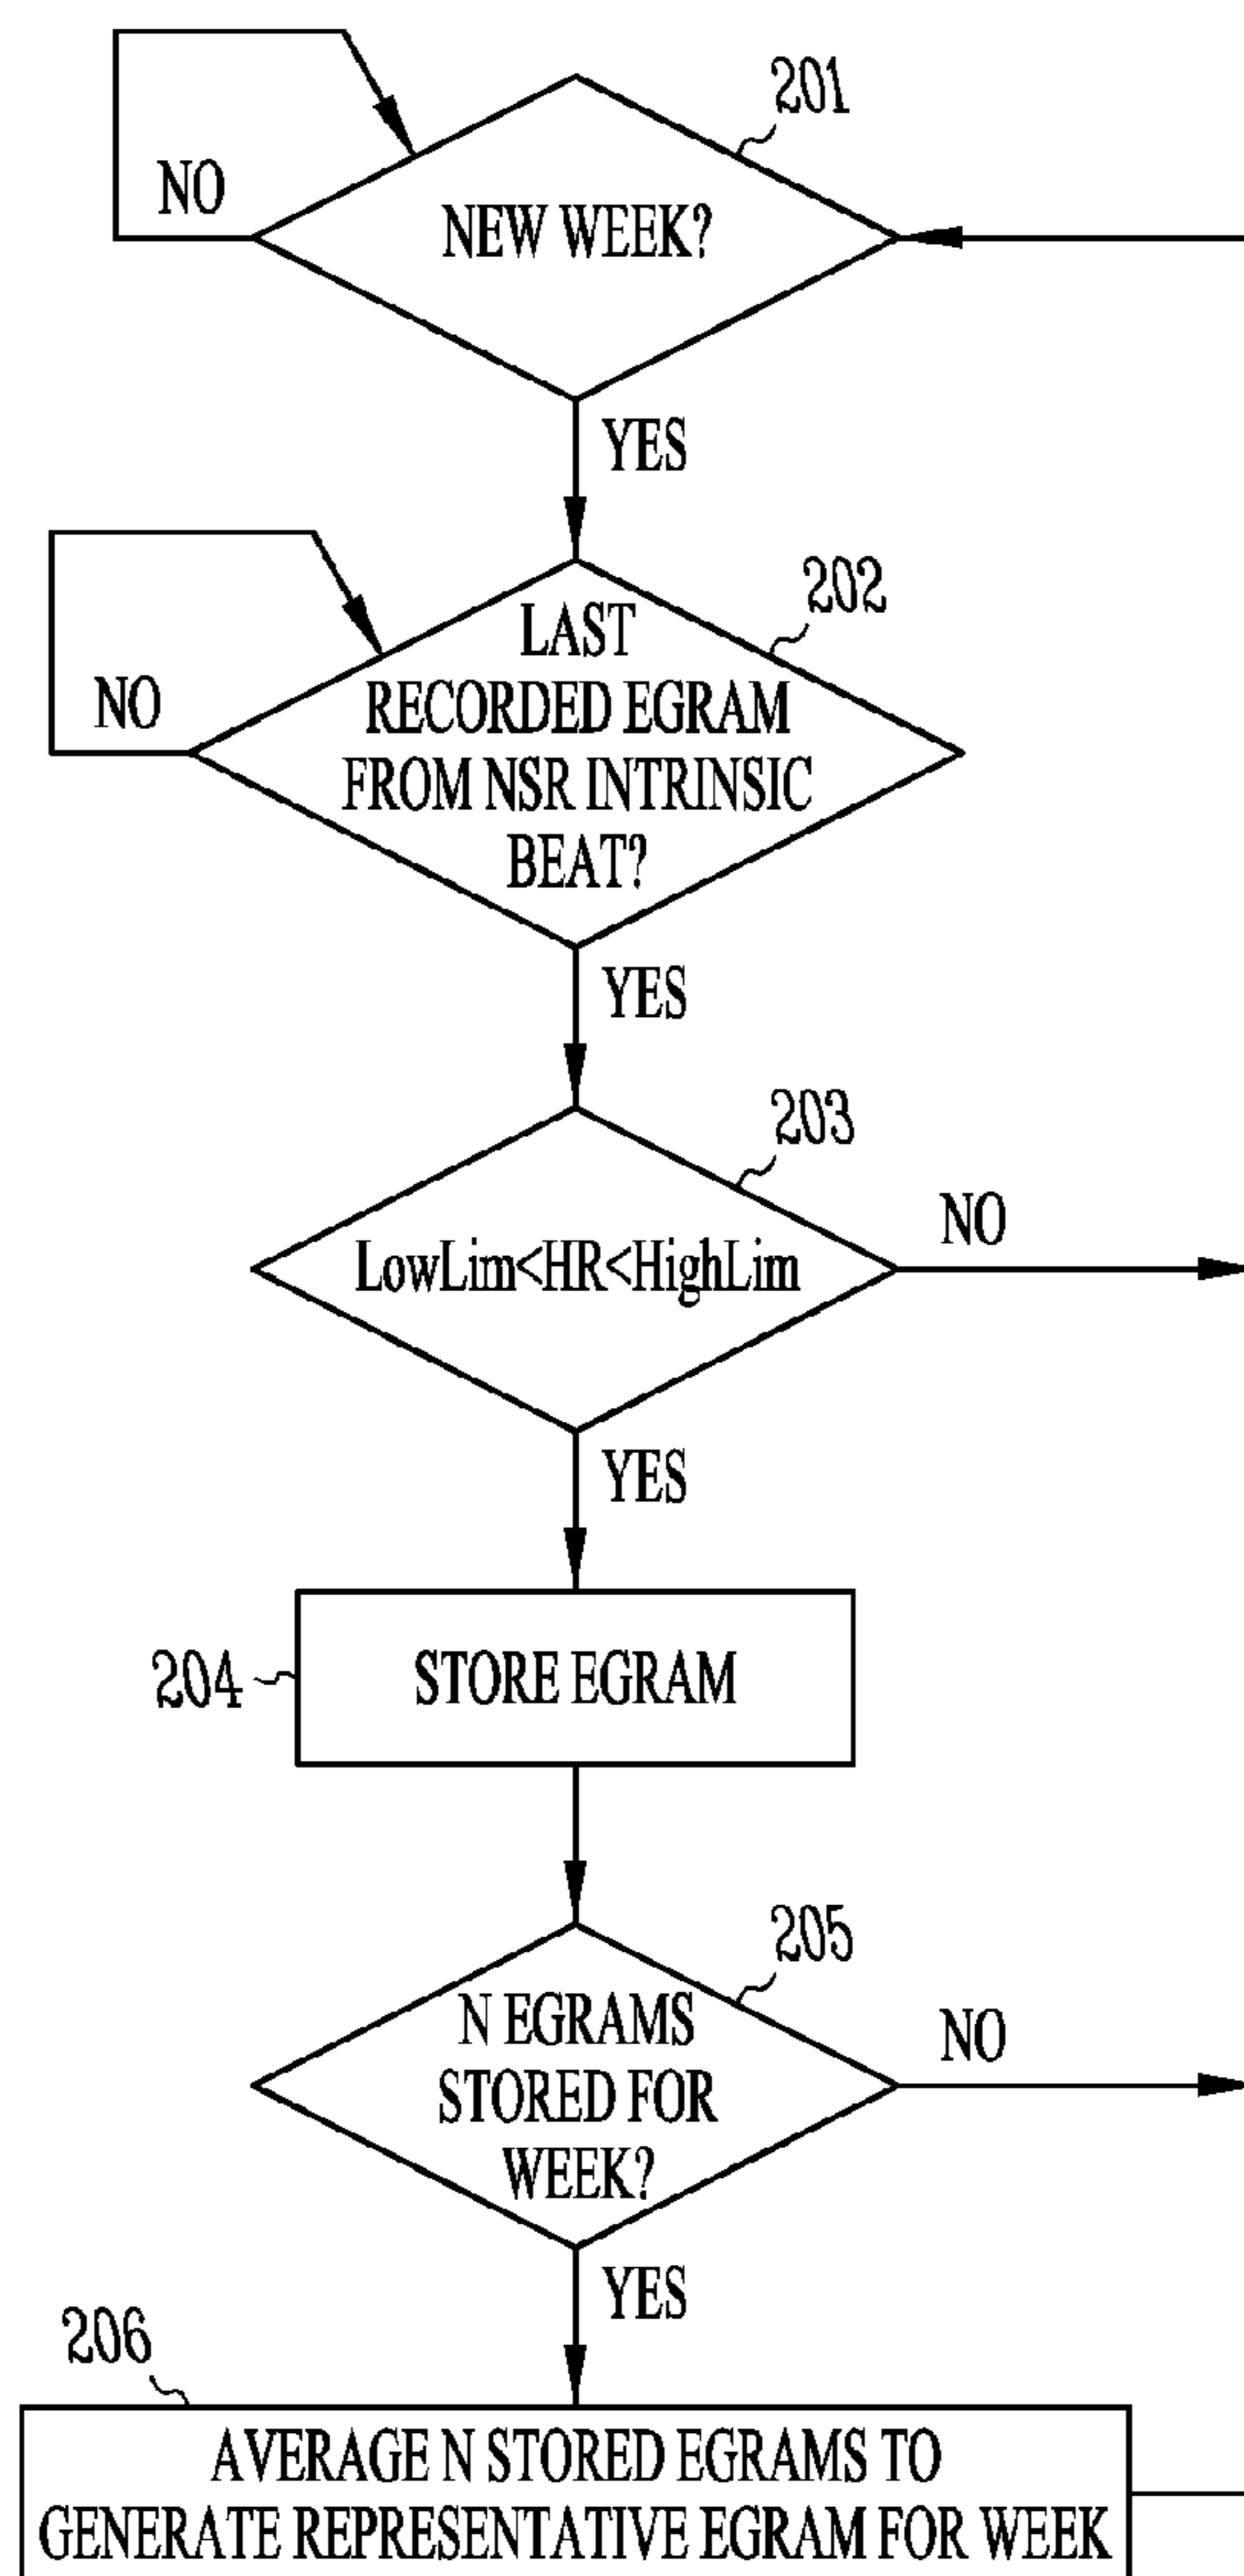 201
NO
NEW WEEK?
YES
202
LAST
RECORDED EGRAM
FROM NSR INTRINSIC
BEAT?
NO
YES
203
NO
LowLim<HR<HighLim
YES
204
STORE EGRAM
205
N EGRAMS
STORED FOR
WEEK?
NO
YES
206
AVERAGE N STORED EGRAMS TO
GENERATE REPRESENTATIVE EGRAM FOR WEEK